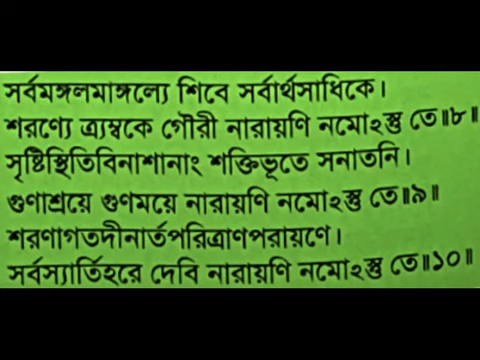 সর্বমঙ্গলমাঙ্গল্যে শিবে সর্বার্থসাধিকে।
শরণ্যে ত্র্যম্বকে গৌরী নারায়ণি নমোঽস্তু তে॥৮॥
সৃষ্টিস্থিতিবিনাশানাং শক্তিভূতে সনাতনি।
গুণাশ্রয়ে গুণময়ে নারায়ণি নমোঽস্তু তে॥৯॥
শরণাগতদীনার্তপরিত্রাণপরায়ণে।
সর্বস্যার্তিহরে দেবি নারায়ণি নমোঽস্তু তে॥১০॥